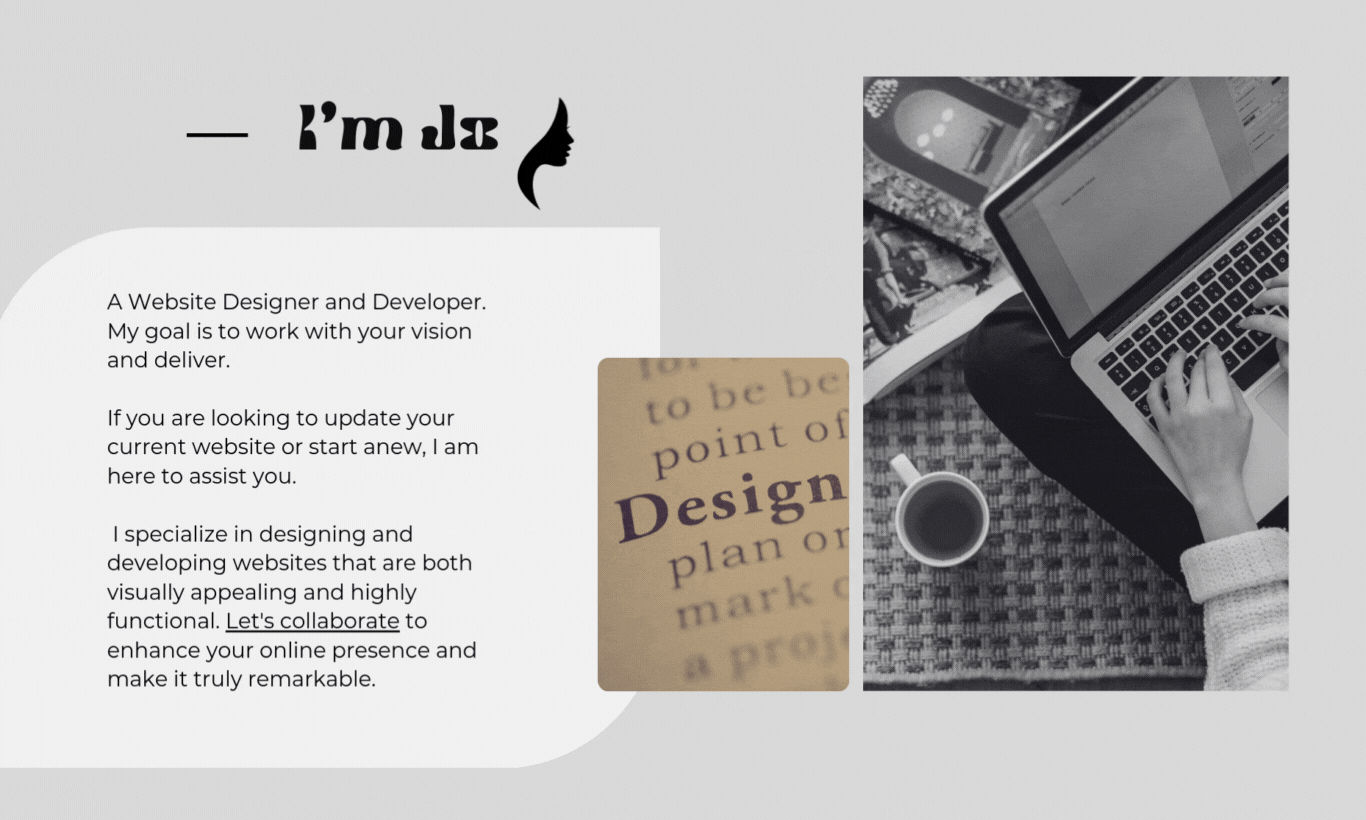 I'm Jx
A Website Designer and Developer.
My goal is to work with your vision
and deliver.
If you are looking to update your
current website or start anew, I am
here to assist you.
I specialize in designing and
developing websites that are both
visually appealing and highly
functional. Let's collaborate to
enhance your online presence and
make it truly remarkable.
to be be
point of
Design
plan or
mark
a proje